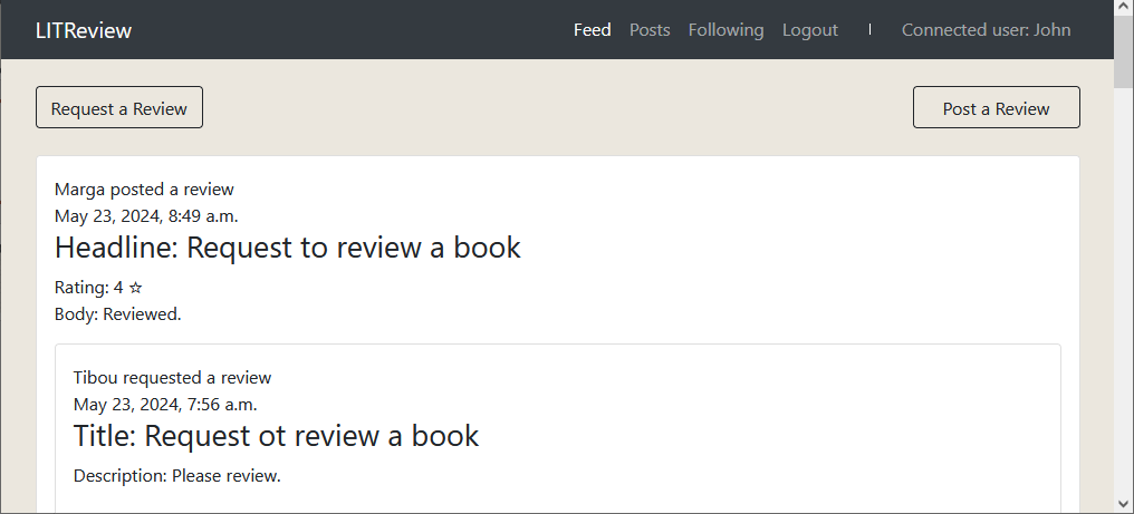 LITReview Feed Posts Following Logout | Connected user: John
Request a Review Post a Review
Marga posted a review
May 23, 2024, 8:49 a.m.
Headline: Request to review a book
Rating: 4 ☆
Body: Reviewed.
Tibou requested a review
May 23, 2024, 7:56 a.m.
Title: Request ot review a book
Description: Please review.